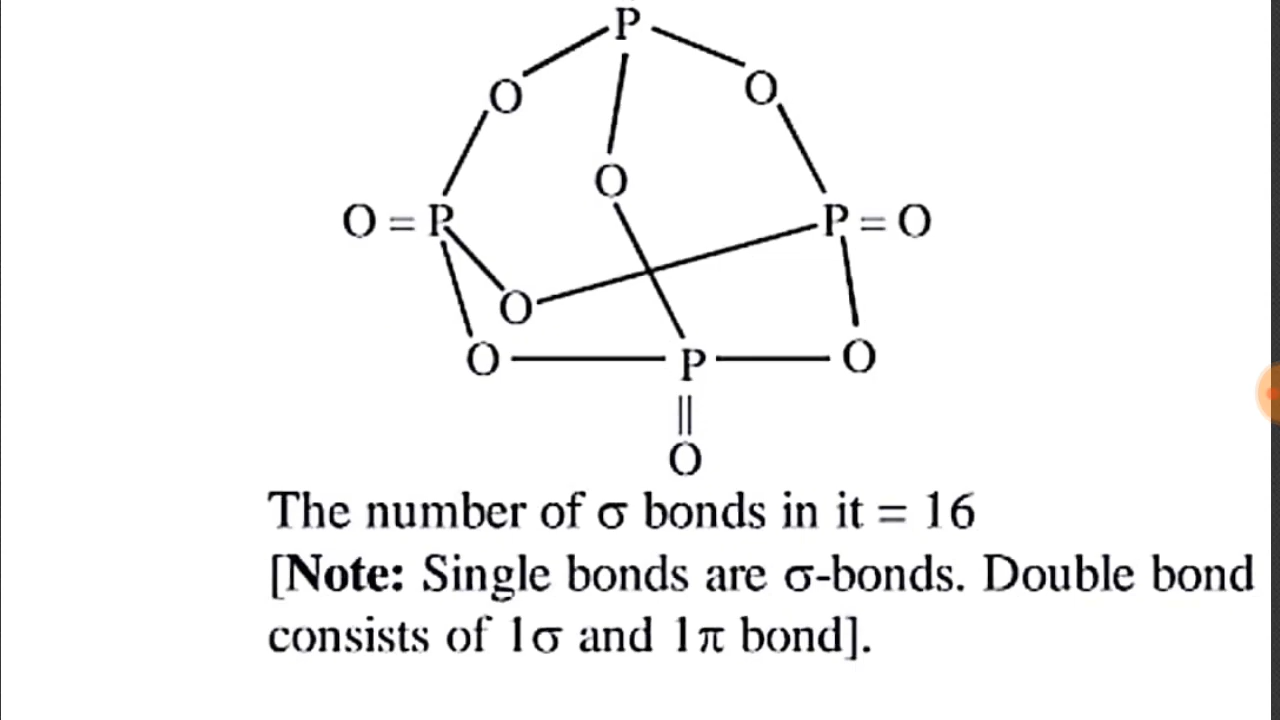 P
O
O
O
O = P
P = O
O
O
P
O
||
O
The number of σ bonds in it = 16
[Note: Single bonds are σ-bonds. Double bond
consists of 1σ and 1π bond].